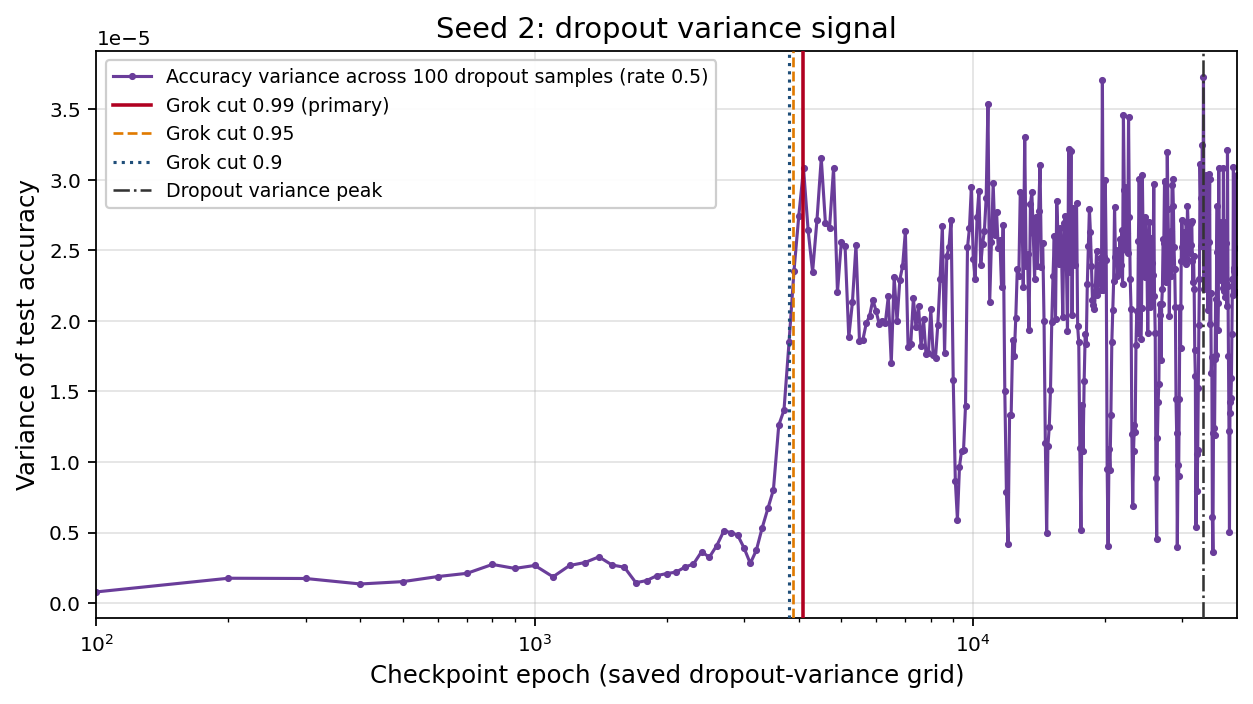 Seed 2: dropout variance signal
1e−5
Accuracy variance across 100 dropout samples (rate 0.5)
Grok cut 0.99 (primary)
Grok cut 0.95
Grok cut 0.9
Dropout variance peak
Variance of test accuracy
3.5
3.0
2.5
2.0
1.5
1.0
0.5
0.0
10²
10³
10⁴
Checkpoint epoch (saved dropout-variance grid)